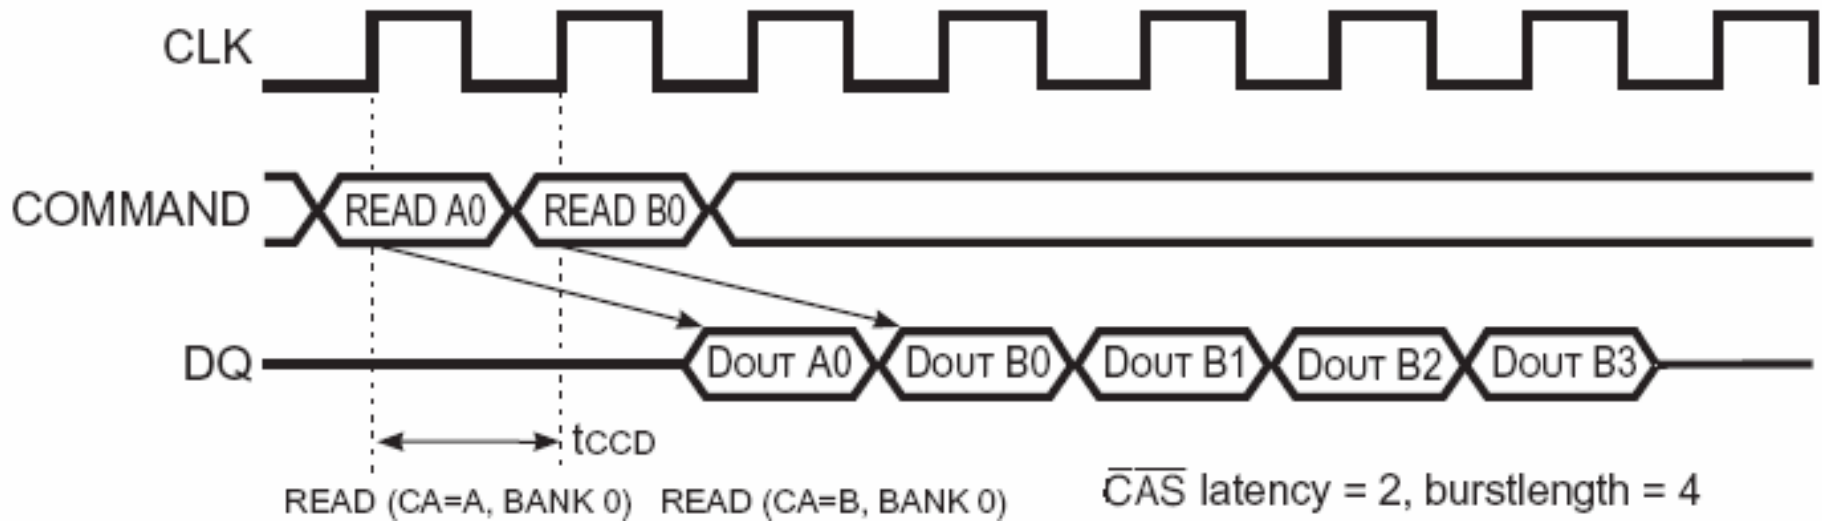 CLK
COMMAND READ A0 READ B0
DQ DOUT A0 DOUT B0 DOUT B1 DOUT B2 DOUT B3
tCCD
READ (CA=A, BANK 0) READ (CA=B, BANK 0) C̅A̅S̅ latency = 2, burstlength = 4